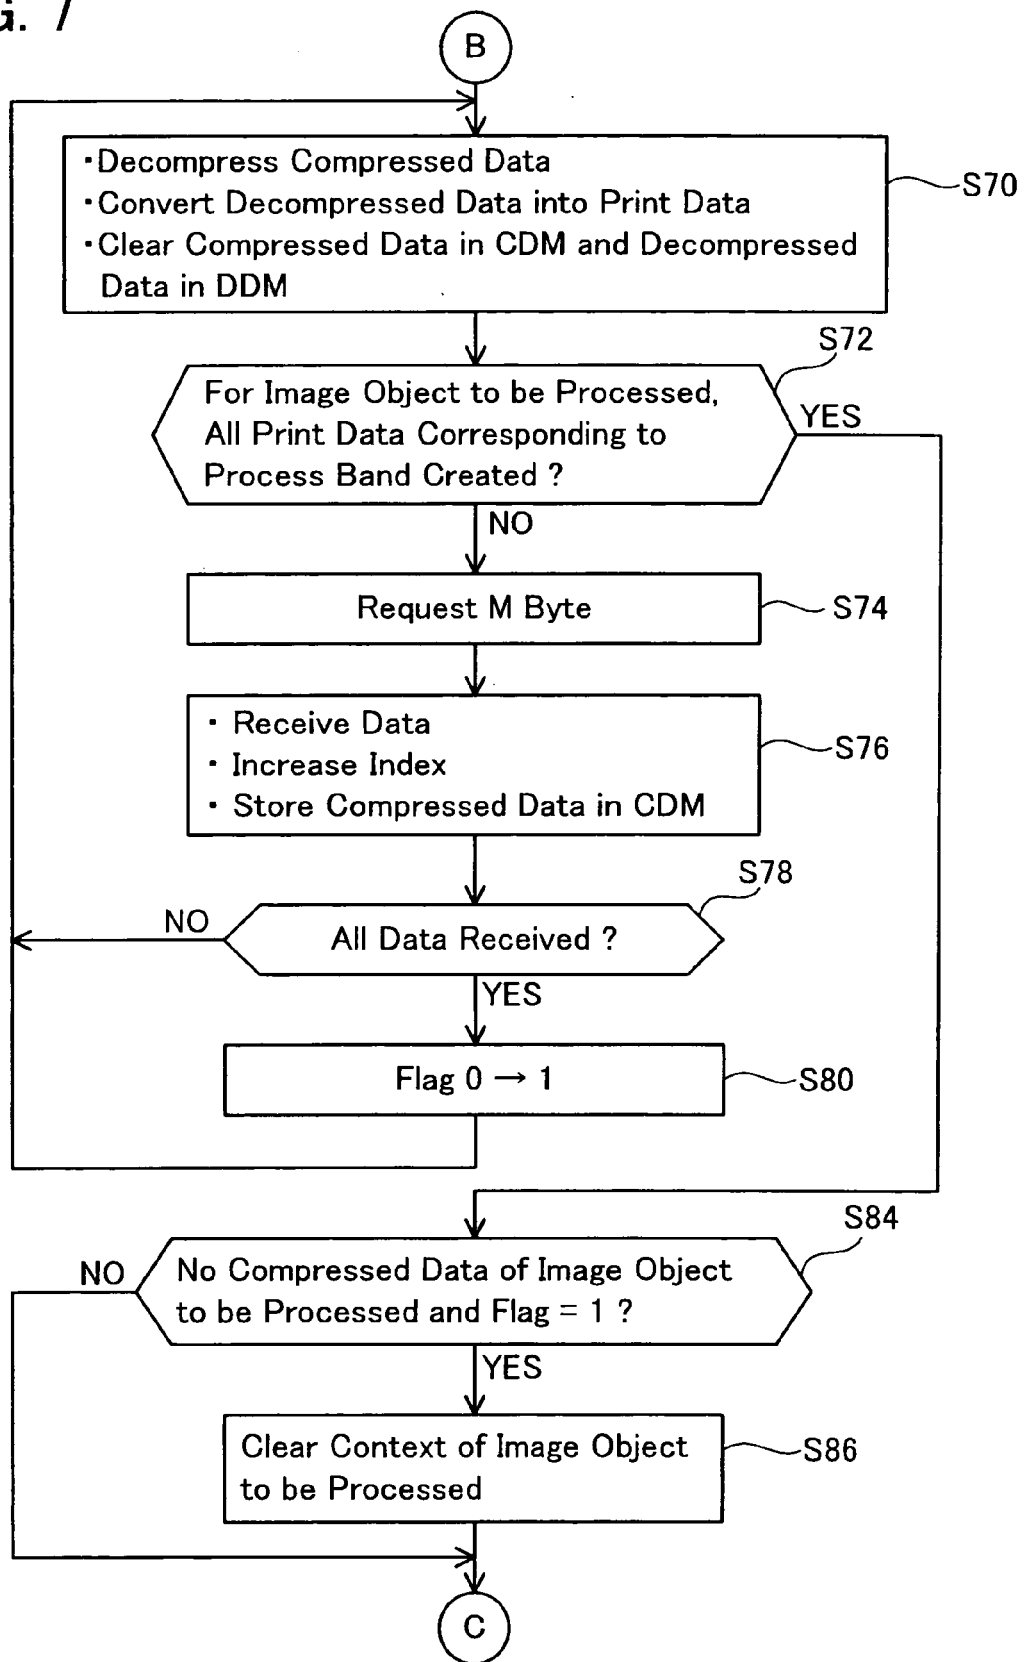 G. 7
B
・Decompress Compressed Data
・Convert Decompressed Data into Print Data
・Clear Compressed Data in CDM and Decompressed
Data in DDM
S70
S72
For Image Object to be Processed,
All Print Data Corresponding to
Process Band Created ?
YES
NO
Request M Byte
S74
・ Receive Data
・ Increase Index
・ Store Compressed Data in CDM
S76
S78
NO
All Data Received ?
YES
Flag 0 → 1
S80
S84
NO
No Compressed Data of Image Object
to be Processed and Flag = 1 ?
YES
Clear Context of Image Object
to be Processed
S86
C